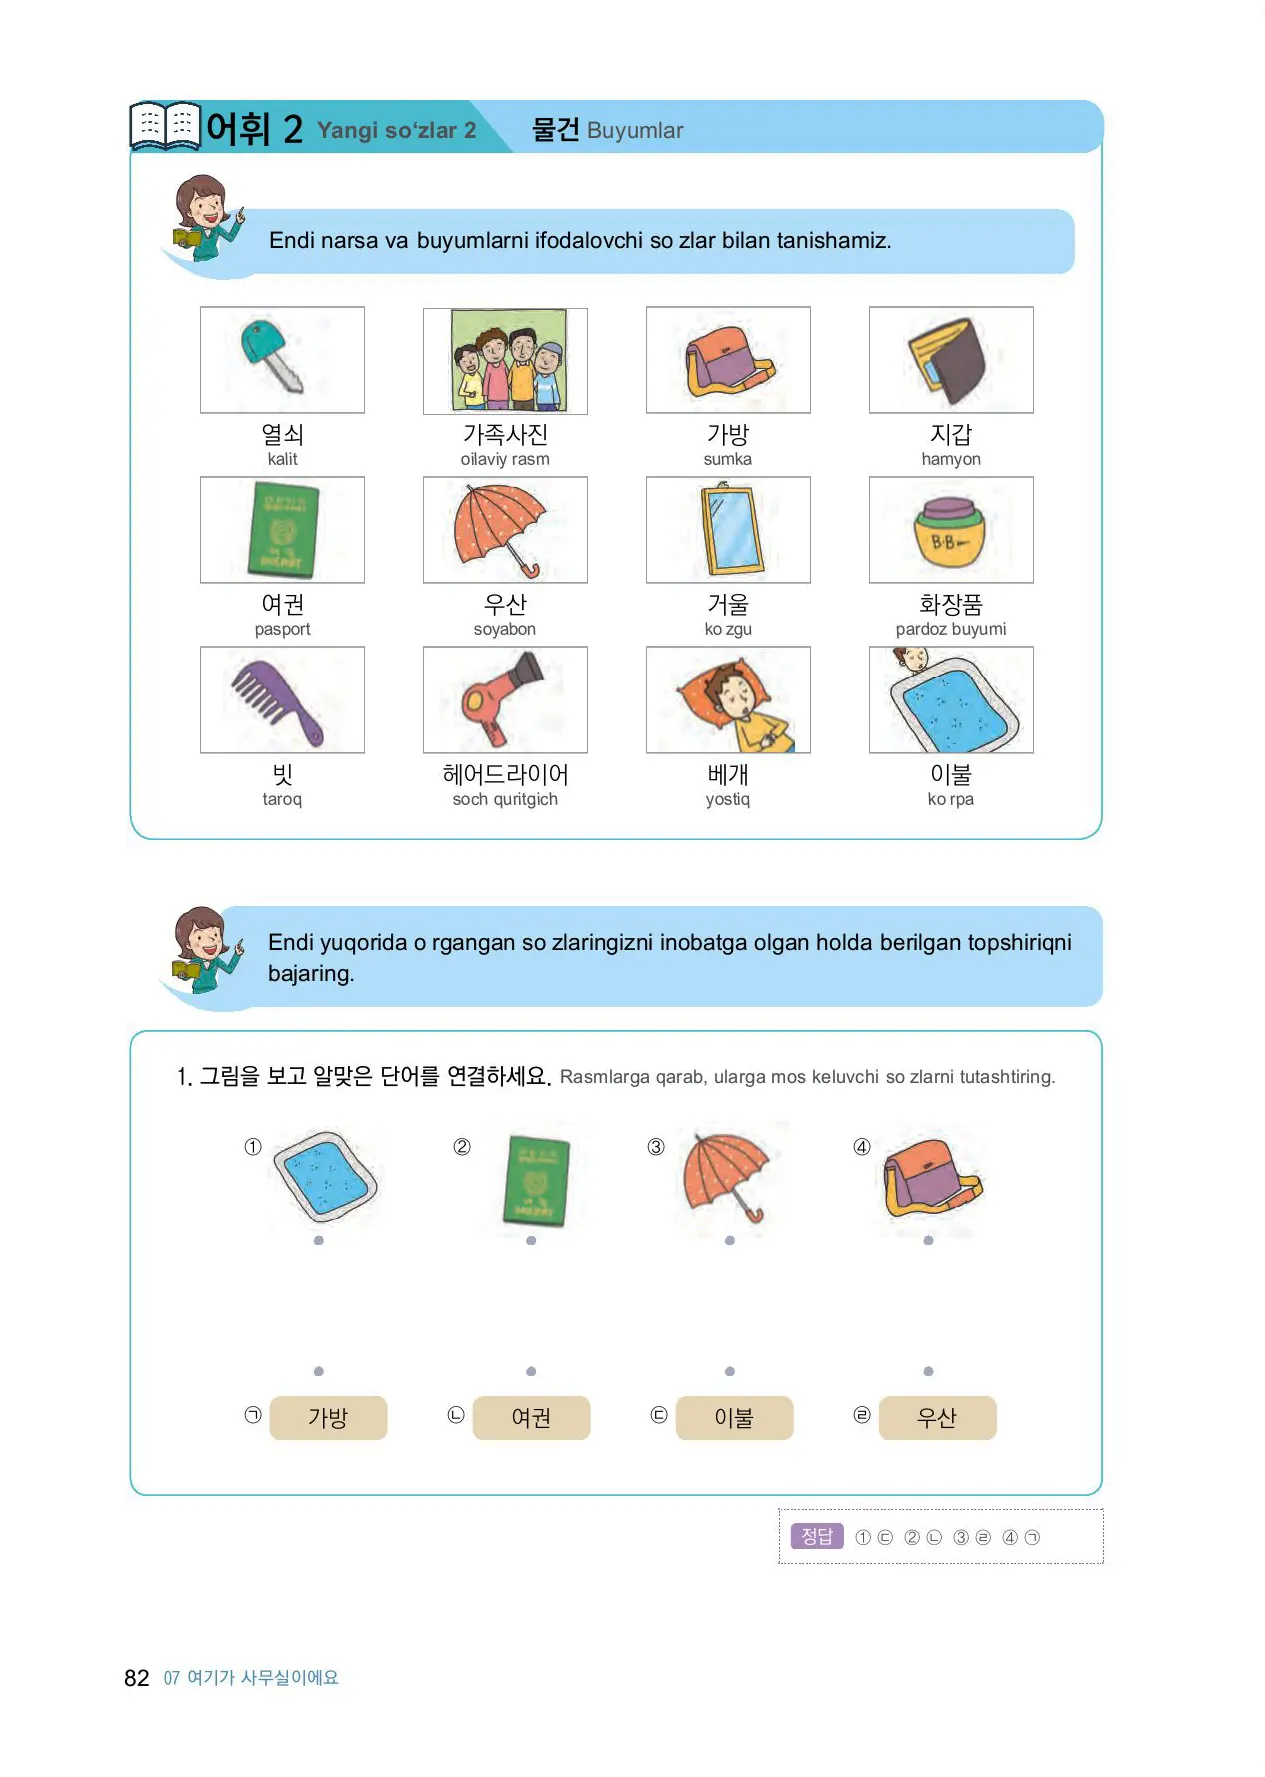 어휘 2 Yangi so‘zlar 2 물건 Buyumlar
Endi narsa va buyumlarni ifodalovchi so zlar bilan tanishamiz.
열쇠 가족사진 가방 지갑
kalit oilaviy rasm sumka hamyon
B·B
여권 우산 거울 화장품
pasport soyabon ko zgu pardoz buyumi
빗 헤어드라이어 베개 이불
taroq soch quritgich yostiq ko rpa
Endi yuqorida o rgangan so zlaringizni inobatga olgan holda berilgan topshiriqni
bajaring.
1. 그림을 보고 알맞은 단어를 연결하세요. Rasmlarga qarab, ularga mos keluvchi so zlarni tutashtiring.
① ② ③ ④
㉠ 가방 ㉡ 여권 ㉢ 이불 ㉣ 우산
정답 ① ㉢ ② ㉡ ③ ㉣ ④ ㉠
82 07 여기가 사무실이에요